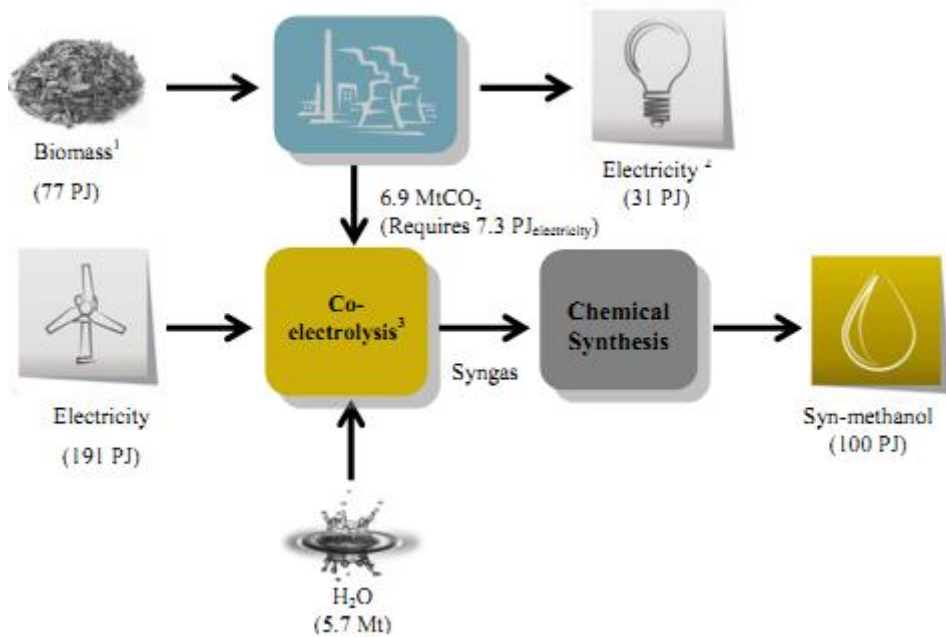 Biomass¹
(77 PJ)
Electricity ²
(31 PJ)
6.9 MtCO₂
(Requires 7.3 PJelectricity)
Co-
electrolysis³
Chemical
Synthesis
Syngas
Electricity
(191 PJ)
Syn-methanol
(100 PJ)
H₂O
(5.7 Mt)